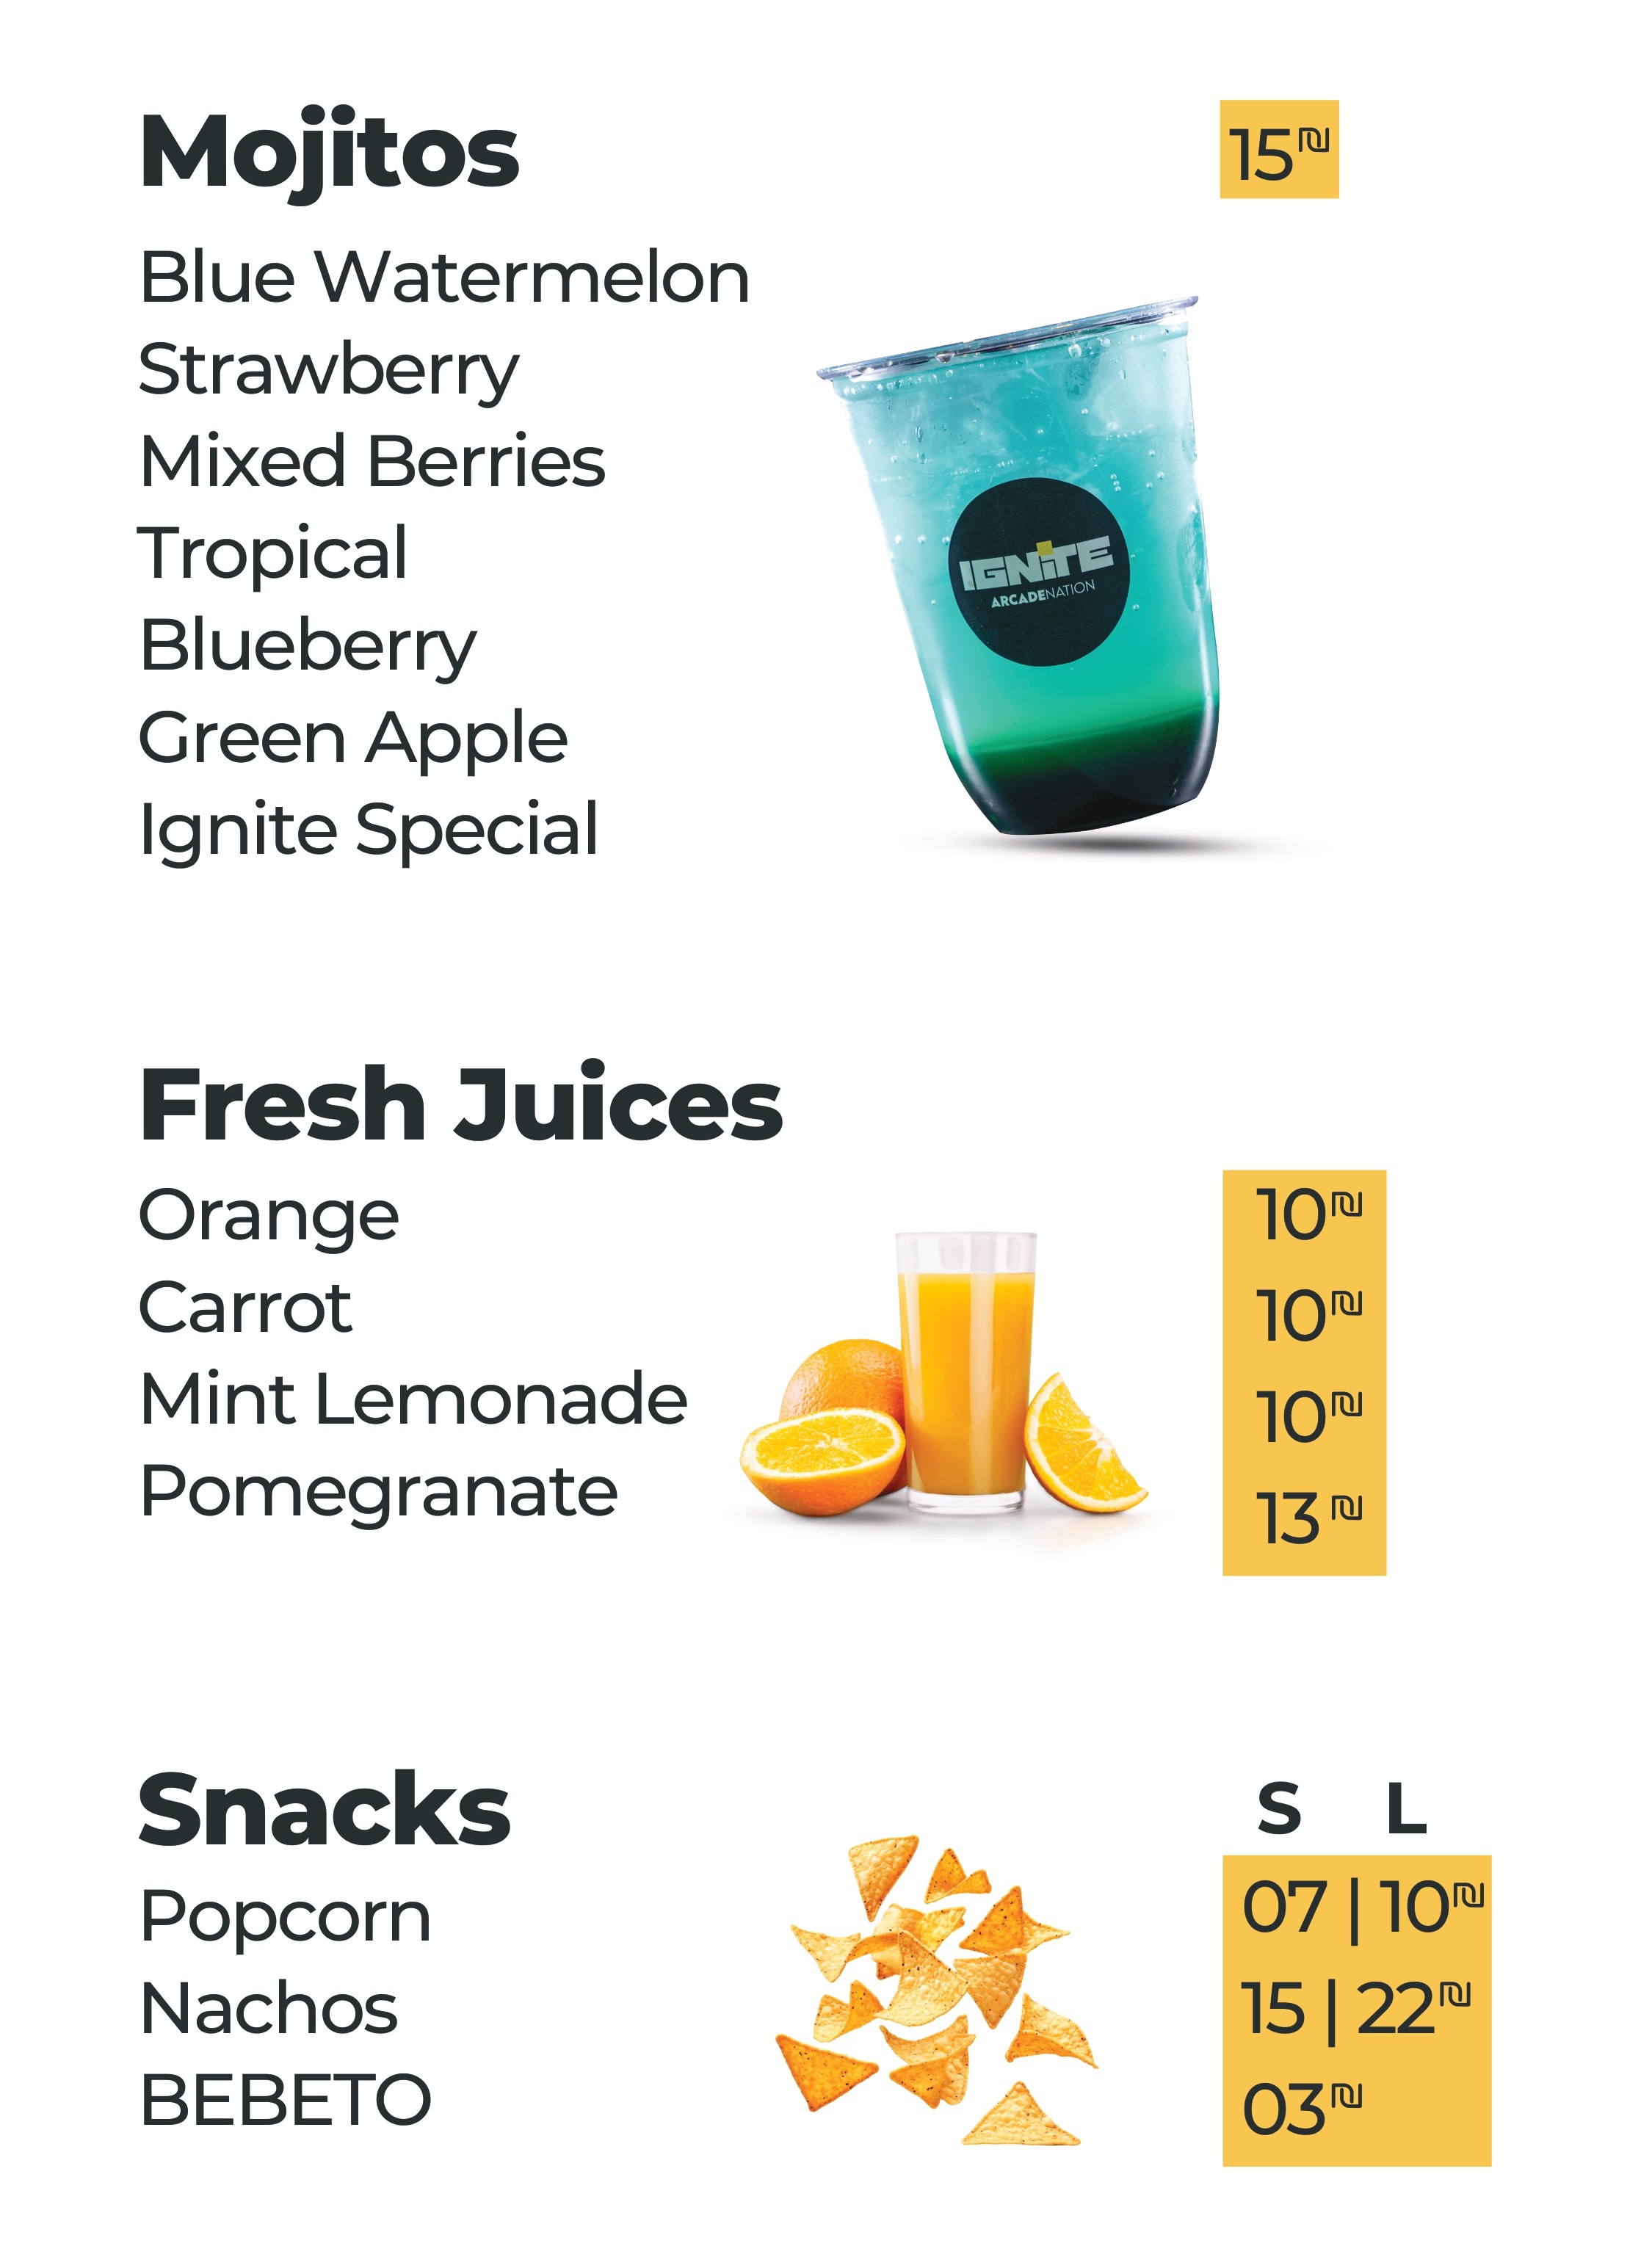 Mojitos 15₪
Blue Watermelon
Strawberry
Mixed Berries
Tropical
Blueberry
Green Apple
Ignite Special
IGNiTE
ARCADENATION
Fresh Juices
Orange 10₪
Carrot 10₪
Mint Lemonade 10₪
Pomegranate 13₪
Snacks S L
Popcorn 07 | 10₪
Nachos 15 | 22₪
BEBETO 03₪